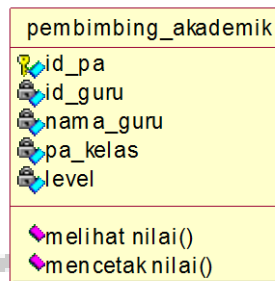 pembimbing_akademik
id_pa
id_guru
nama_guru
pa_kelas
level
melihat nilai()
mencetak nilai()